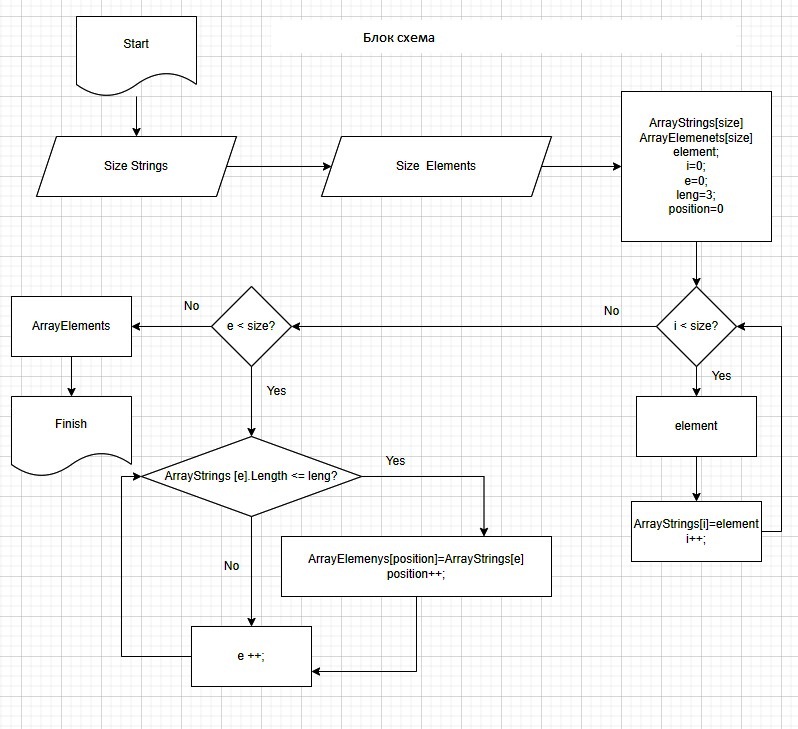 Блок схема
Start
Size Strings
Size Elements
ArrayStrings[size]
ArrayElemenets[size]
element;
i=0;
e=0;
leng=3;
position=0
i < size?
No
Yes
element
ArrayStrings[i]=element
i++;
e < size?
No
Yes
ArrayElements
Finish
ArrayStrings [e].Length <= leng?
Yes
No
ArrayElemenys[position]=ArrayStrings[e]
position++;
e ++;